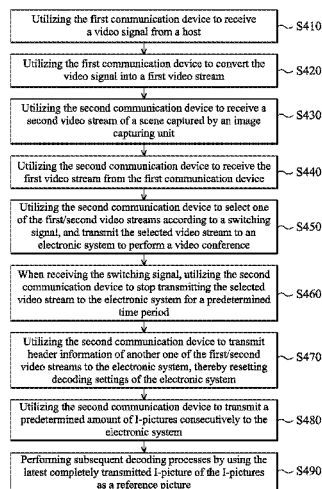 Utilizing the first communication device to receive
a video signal from a host
S410
Utilizing the first communication device to convert the
video signal into a first video stream
S420
Utilizing the second communication device to receive a
second video stream of a scene captured by an image
capturing unit
S430
Utilizing the second communication device to receive the
first video stream from the first communication device
S440
Utilizing the second communication device to select one
of the first/second video streams according to a switching
signal, and transmit the selected video stream to an
electronic system to perform a video conference
S450
When receiving the switching signal, utilizing the second
communication device to stop transmitting the selected
video stream to the electronic system for a predetermined
time period
S460
Utilizing the second communication device to transmit
header information of another one of the first/second
video streams to the electronic system, thereby resetting
decoding settings of the electronic system
S470
Utilizing the second communication device to transmit a
predetermined amount of I-pictures consecutively to the
electronic system
S480
Performing subsequent decoding processes by using the
latest completely transmitted I-picture of the I-pictures
as a reference picture
S490